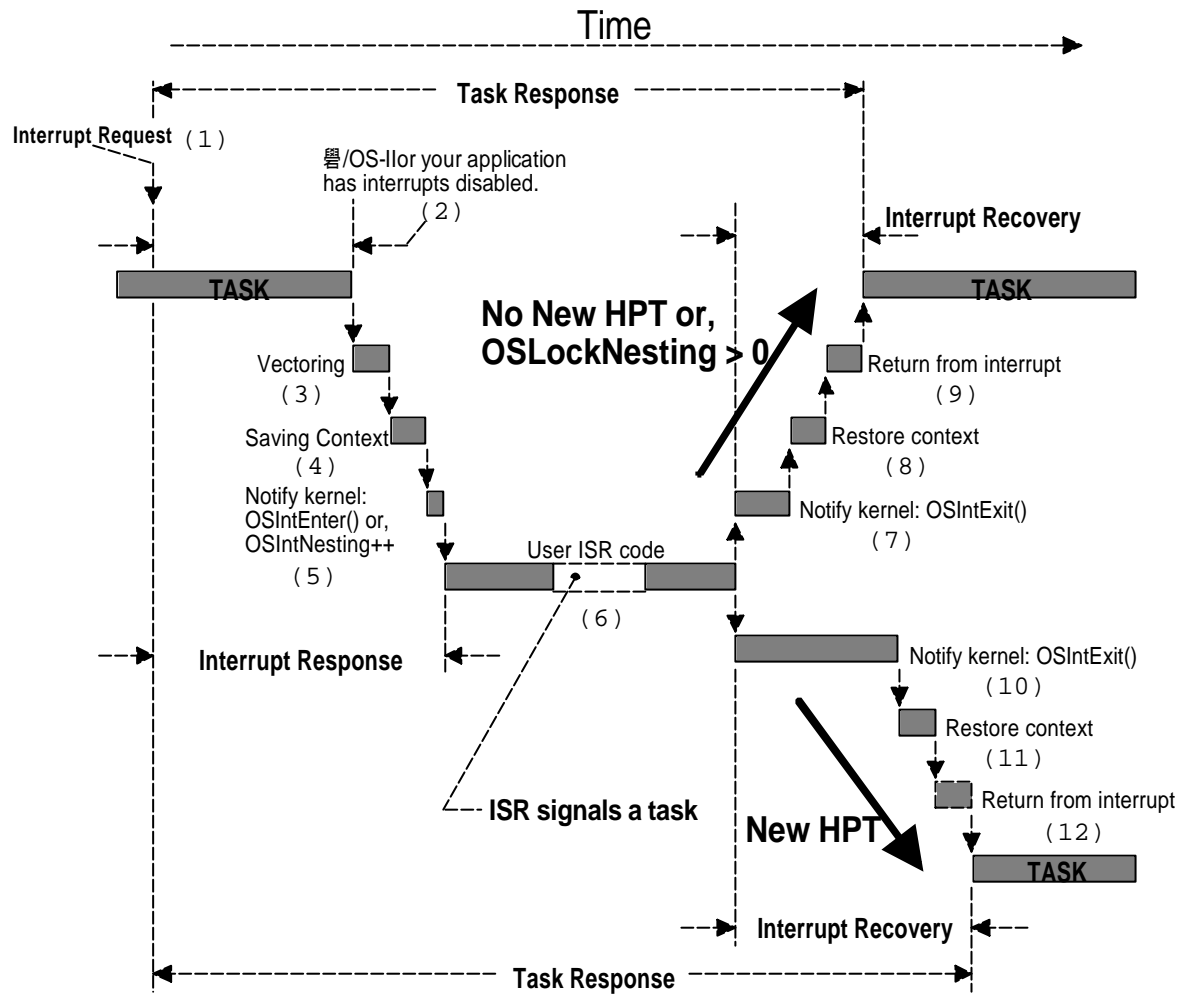 Time
Task Response
Interrupt Request (1)
礐/OS-IIor your application
has interrupts disabled.
(2)
Interrupt Recovery
TASK
TASK
No New HPT or,
OSLockNesting > 0
Vectoring
(3)
Return from interrupt
(9)
Saving Context
(4)
Restore context
(8)
Notify kernel:
OSIntEnter() or,
OSIntNesting++
(5)
Notify kernel: OSIntExit()
(7)
User ISR code
(6)
Interrupt Response
Notify kernel: OSIntExit()
(10)
Restore context
(11)
ISR signals a task
Return from interrupt
(12)
New HPT
TASK
Interrupt Recovery
Task Response